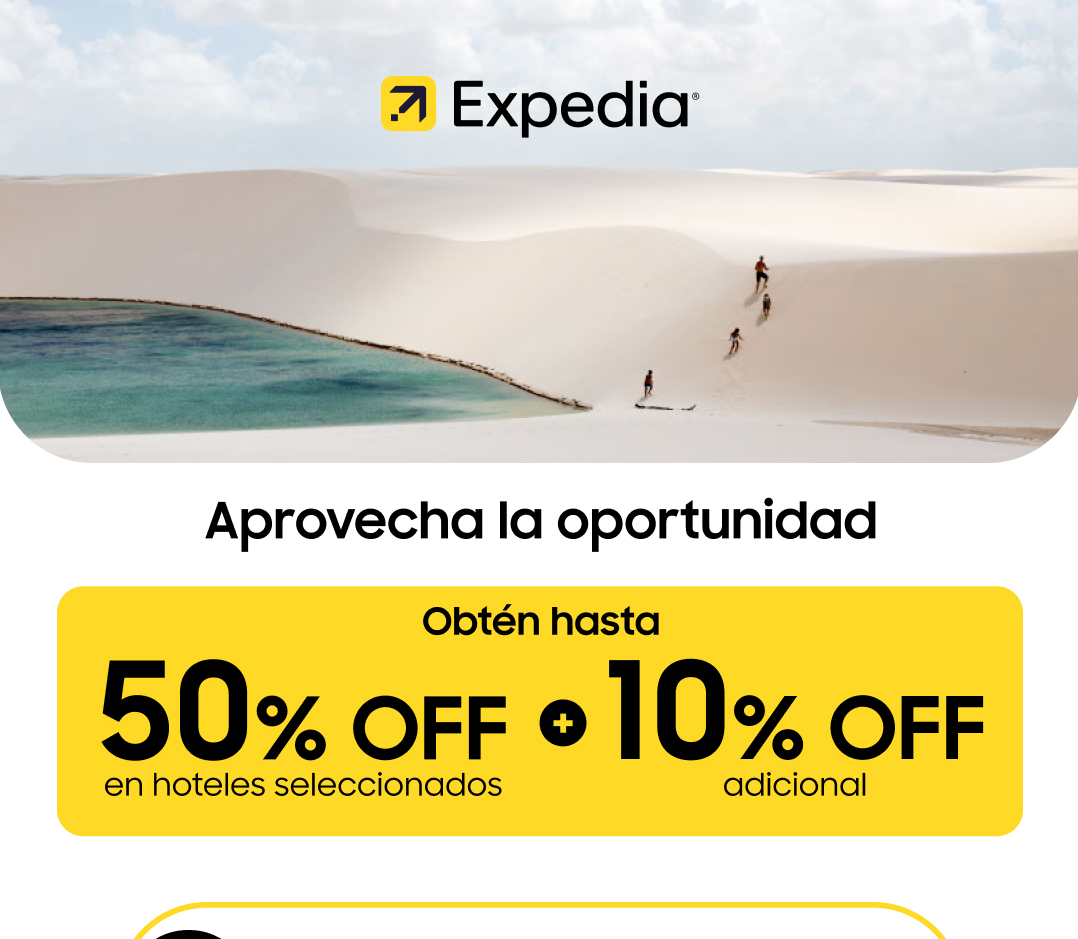 Expedia®
Aprovecha la oportunidad
Obtén hasta
50% OFF + 10% OFF
en hoteles seleccionados adicional